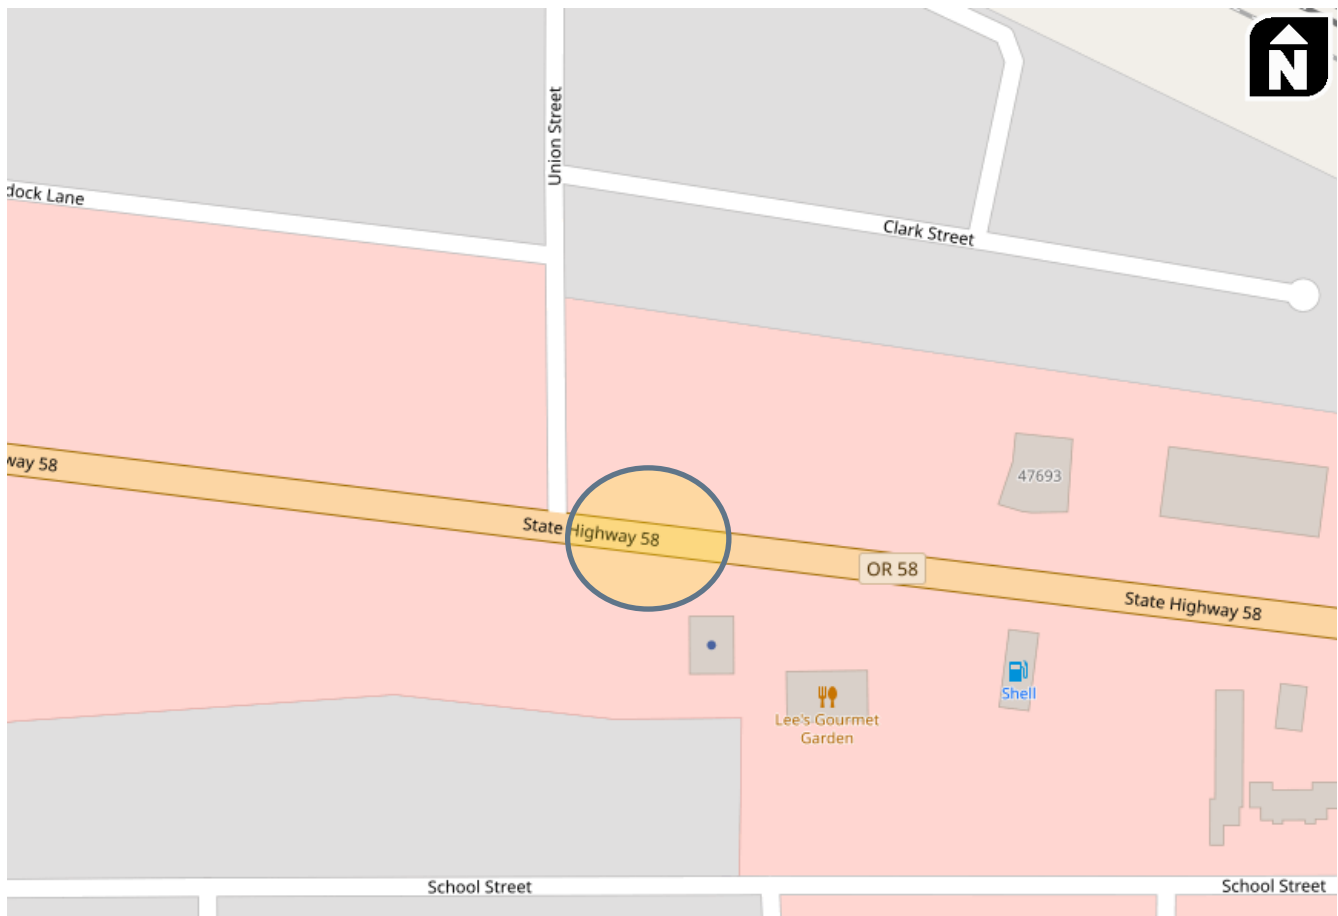 N
Union Street
dock Lane
Clark Street
way 58
47693
State Highway 58
OR 58
State Highway 58
Shell
Lee's Gourmet
Garden
School Street
School Street